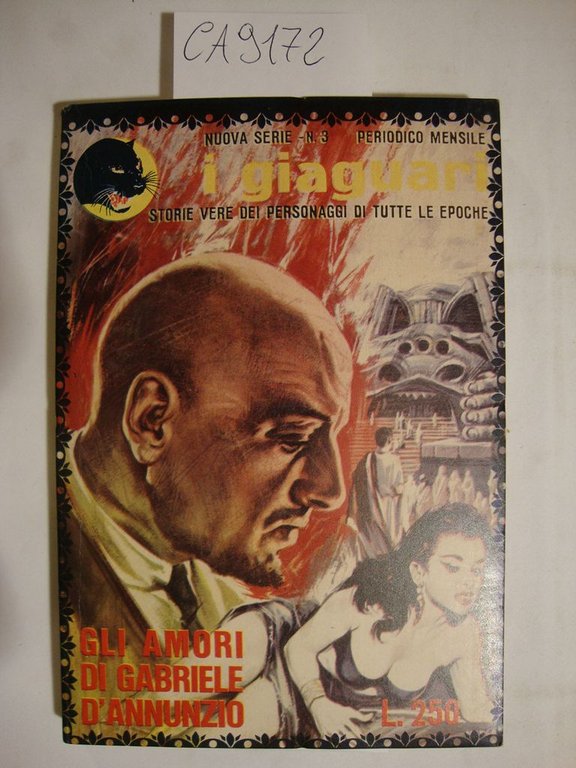 CA9172
NUOVA SERIE - N. 3 PERIODICO MENSILE
i giaguari
STORIE VERE DEI PERSONAGGI DI TUTTE LE EPOCHE
GLI AMORI
DI GABRIELE
D'ANNUNZIO
L. 250